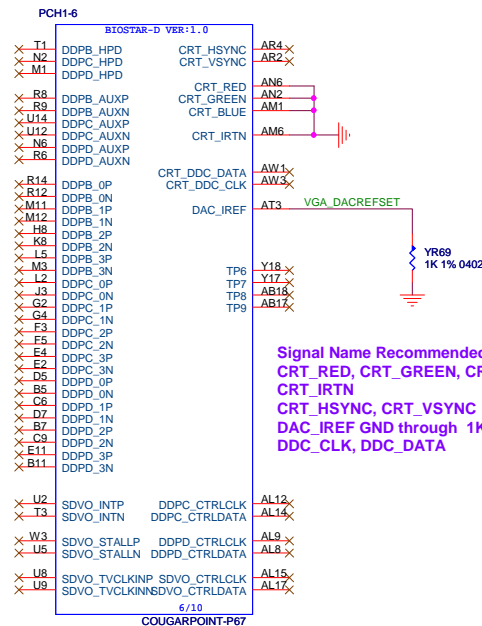 PCH1-6
BIOSTAR-D VER:1.0
T1 DDPB_HPD CRT_HSYNC AR4
N2 DDPC_HPD CRT_VSYNC AR2
M1 DDPD_HPD
CRT_RED AN6
R8 DDPB_AUXP CRT_GREEN AN2
R9 DDPB_AUXN CRT_BLUE AM1
U14 DDPC_AUXP
U12 DDPC_AUXN CRT_IRTN AM6
N6 DDPD_AUXP
R6 DDPD_AUXN
CRT_DDC_DATA AW1
R14 DDPB_0P CRT_DDC_CLK AW3
R12 DDPB_0N
M11 DDPB_1P DAC_IREF AT3 VGA_DACREFSET
M12 DDPB_1N
H8 DDPB_2P
K8 DDPB_2N
L5 DDPB_3P
YR69
1K 1% 0402
M3 DDPB_3N TP6 Y18
L2 DDPC_0P TP7 Y17
J3 DDPC_0N TP8 AB18
G2 DDPC_1P TP9 AB17
G4 DDPC_1N
F3 DDPC_2P
F5 DDPC_2N
E4 DDPC_3P
E2 DDPC_3N
D5 DDPD_0P
B5 DDPD_0N
C6 DDPD_1P
D7 DDPD_1N
B7 DDPD_2P
C9 DDPD_2N
E11 DDPD_3P
B11 DDPD_3N
Signal Name Recommended
CRT_RED, CRT_GREEN, CR
CRT_IRTN
CRT_HSYNC, CRT_VSYNC
DAC_IREF GND through 1K
DDC_CLK, DDC_DATA
U2 SDVO_INTP DDPC_CTRLCLK AL12
T3 SDVO_INTN DDPC_CTRLDATA AL14
W3 SDVO_STALLP DDPD_CTRLCLK AL9
U5 SDVO_STALLN DDPD_CTRLDATA AL8
U8 SDVO_TVCLKINP SDVO_CTRLCLK AL15
U9 SDVO_TVCLKINN SDVO_CTRLDATA AL17
6/10
COUGARPOINT-P67